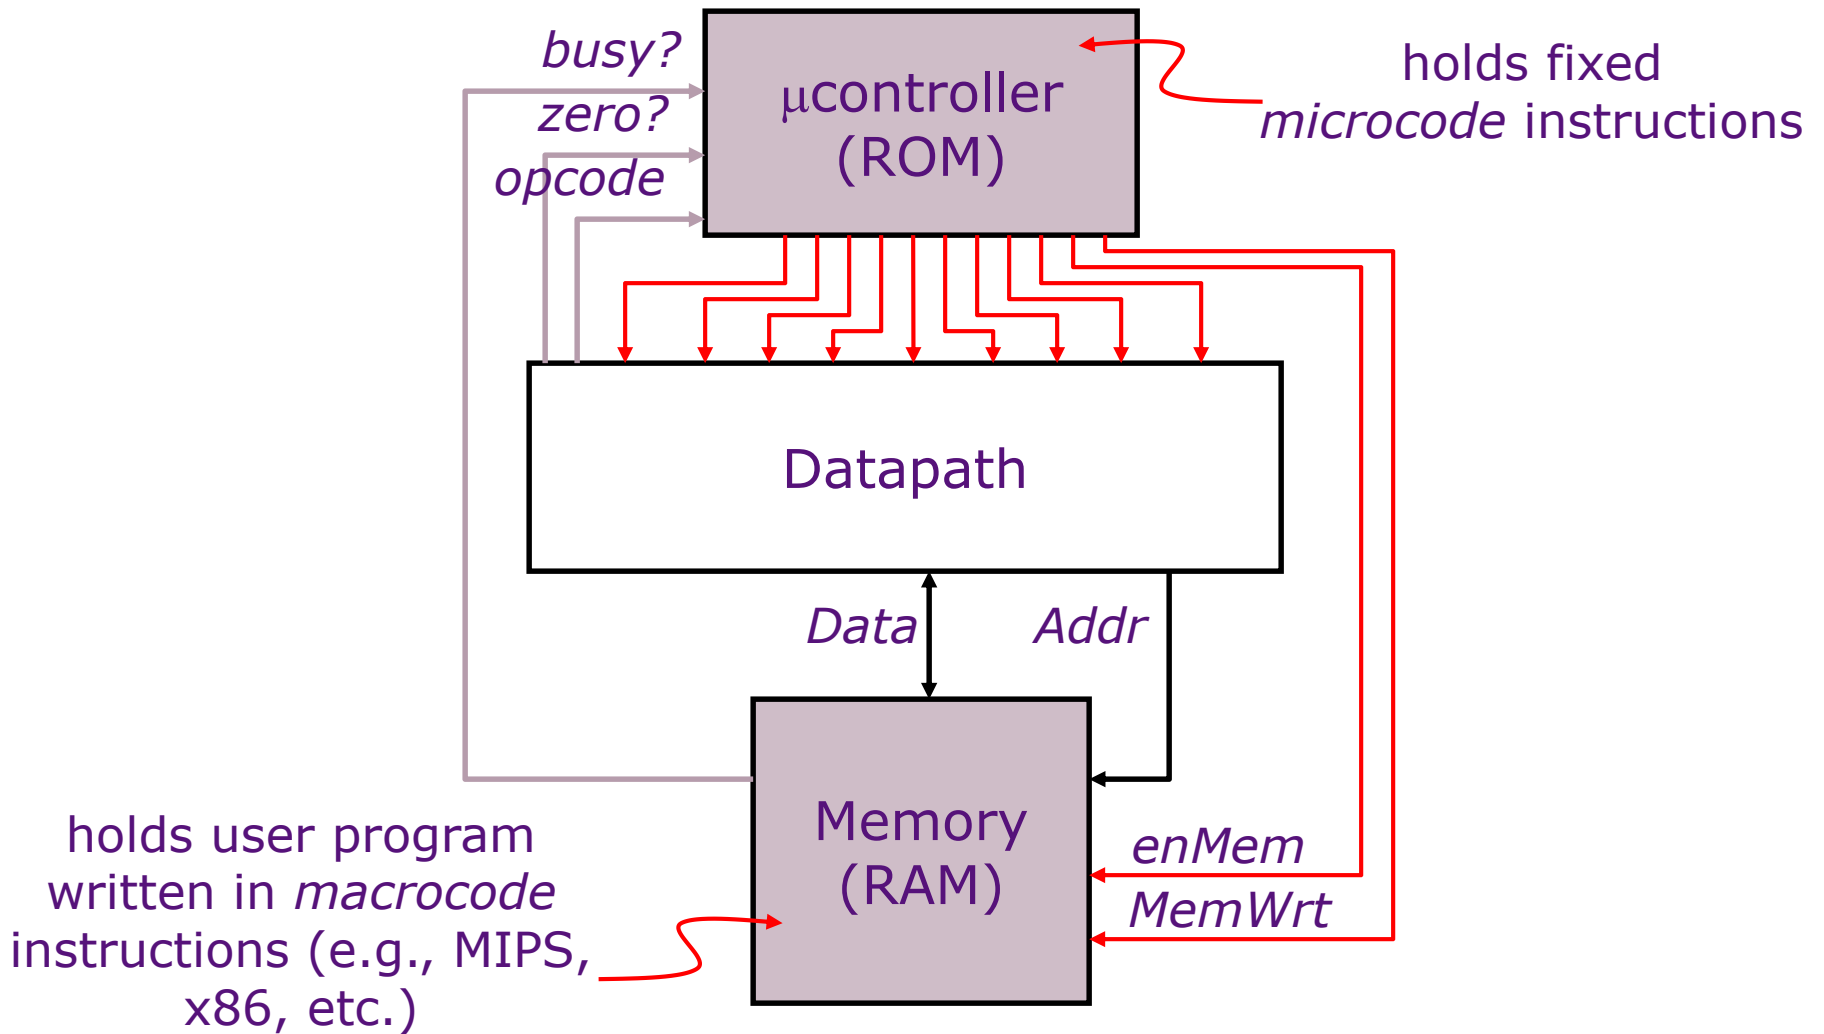 busy?
zero?
opcode
μcontroller
(ROM)
holds fixed
microcode instructions
Datapath
Data
Addr
Memory
(RAM)
enMem
MemWrt
holds user program
written in macrocode
instructions (e.g., MIPS,
x86, etc.)